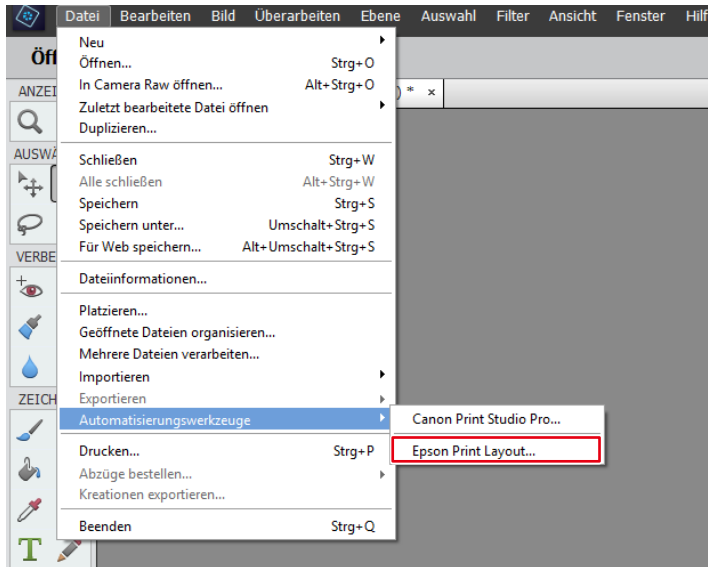 Datei Bearbeiten Bild Überarbeiten Ebene Auswahl Filter Ansicht Fenster Hilf
Öff
ANZEI
) * ×
AUSWÄ
VERBE
ZEICH
T
Neu
Öffnen... Strg+O
In Camera Raw öffnen... Alt+Strg+O
Zuletzt bearbeitete Datei öffnen
Duplizieren...
Schließen Strg+W
Alle schließen Alt+Strg+W
Speichern Strg+S
Speichern unter... Umschalt+Strg+S
Für Web speichern... Alt+Umschalt+Strg+S
Dateiinformationen...
Platzieren...
Geöffnete Dateien organisieren...
Mehrere Dateien verarbeiten...
Importieren
Exportieren
Automatisierungswerkzeuge
Canon Print Studio Pro...
Epson Print Layout...
Drucken... Strg+P
Abzüge bestellen...
Kreationen exportieren...
Beenden Strg+Q